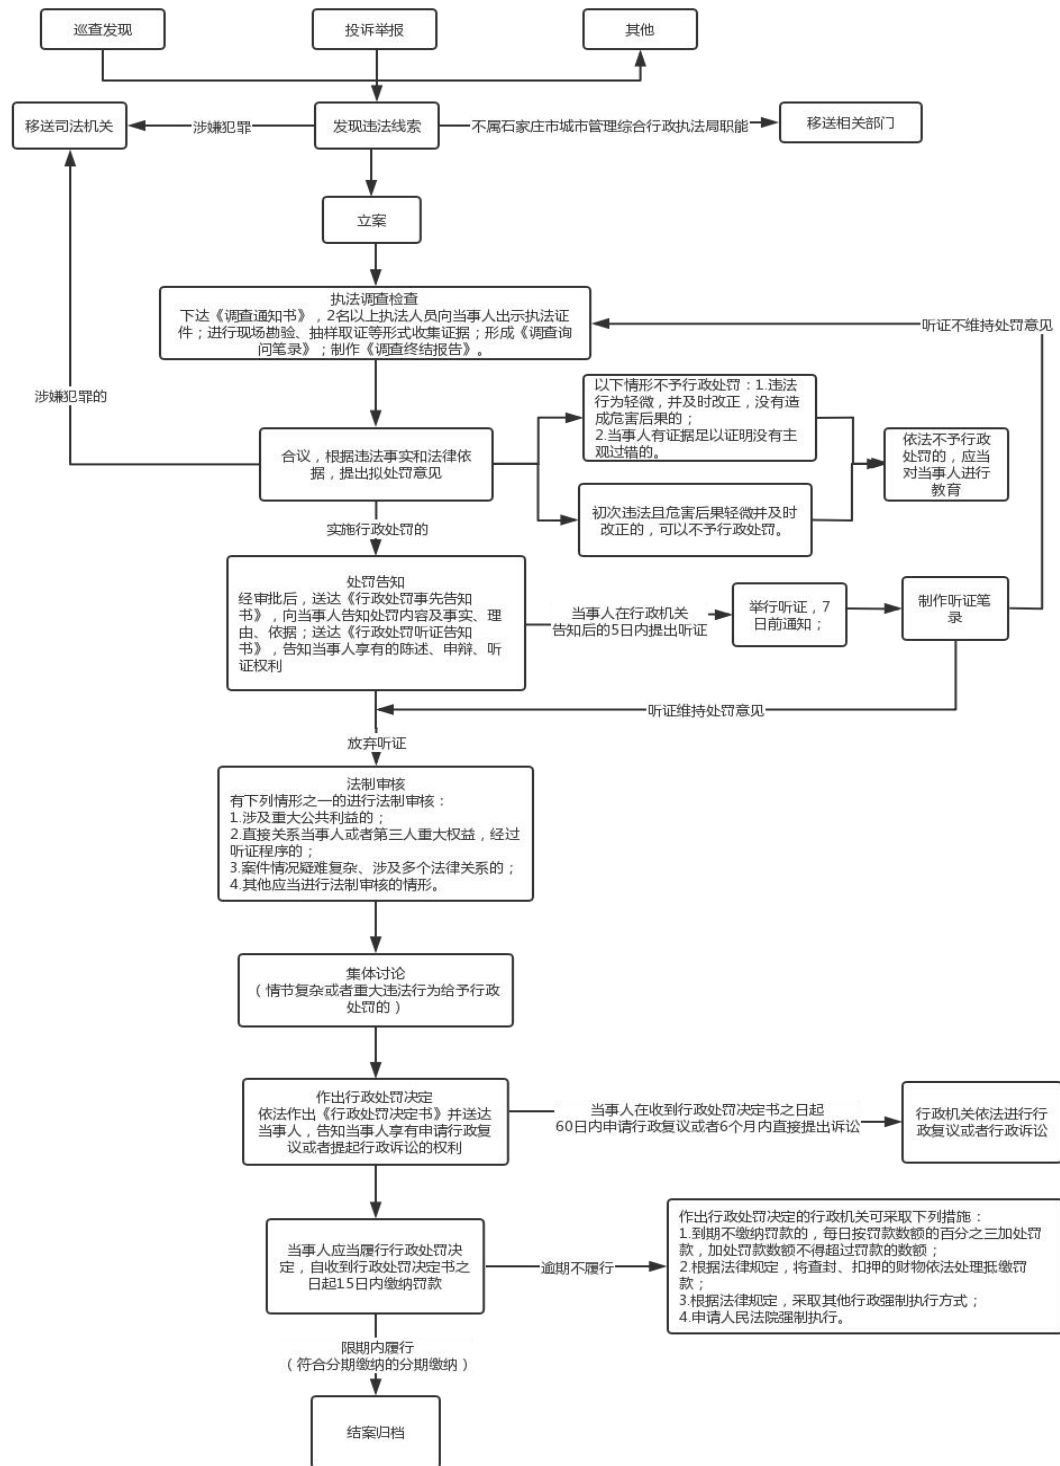 巡查发现
投诉举报
其他
移送司法机关
涉嫌犯罪
发现违法线索
不属石家庄市城市管理综合行政执法局职能
移送相关部门
立案
执法调查检查
下达《调查通知书》，2名以上执法人员向当事人出示执法证
件；进行现场勘验、抽样取证等形式收集证据；形成《调查询
问笔录》；制作《调查终结报告》。
听证不维持处罚意见
涉嫌犯罪的
合议，根据违法事实和法律依
据，提出拟处罚意见
以下情形不予行政处罚：1.违法
行为轻微，并及时改正，没有造
成危害后果的；
2.当事人有证据足以证明没有主
观过错的。
依法不予行政
处罚的，应当
对当事人进行
教育
初次违法且危害后果轻微并及时
改正的，可以不予行政处罚。
实施行政处罚的
处罚告知
经审批后，送达《行政处罚事先告知
书》，向当事人告知处罚内容及事实、理
由、依据；送达《行政处罚听证告知
书》，告知当事人享有的陈述、申辩、听
证权利
当事人在行政机关
告知后的5日内提出听证
举行听证，7
日前通知；
制作听证笔
录
听证维持处罚意见
放弃听证
法制审核
有下列情形之一的进行法制审核：
1.涉及重大公共利益的；
2.直接关系当事人或者第三人重大权益，经过
听证程序的；
3.案件情况疑难复杂、涉及多个法律关系的；
4.其他应当进行法制审核的情形。
集体讨论
（情节复杂或者重大违法行为给予行政
处罚的）
作出行政处罚决定
依法作出《行政处罚决定书》并送达
当事人，告知当事人享有申请行政复
议或者提起行政诉讼的权利
当事人在收到行政处罚决定书之日起
60日内申请行政复议或者6个月内直接提出诉讼
行政机关依法进行行
政复议或者行政诉讼
当事人应当履行行政处罚决
定，自收到行政处罚决定书之
日起15日内缴纳罚款
逾期不履行
作出行政处罚决定的行政机关可采取下列措施：
1.到期不缴纳罚款的，每日按罚款数额的百分之三加处罚
款，加处罚款数额不得超过罚款的数额；
2.根据法律规定，将查封、扣押的财物依法处理抵缴罚
款；
3.根据法律规定，采取其他行政强制执行方式；
4.申请人民法院强制执行。
限期内履行
（符合分期缴纳的分期缴纳）
结案归档